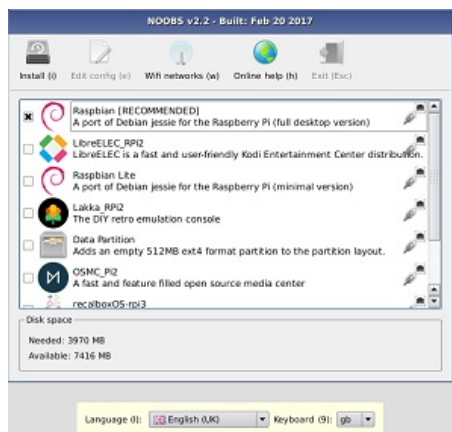 NOOBS v2.2 - Built: Feb 20 2017
Install (i) Edit config (e) Wifi networks (w) Online help (h) Exit (Esc)
Raspbian [RECOMMENDED]
A port of Debian jessie for the Raspberry Pi (full desktop version)
LibreELEC_RPi2
LibreELEC is a fast and user-friendly Kodi Entertainment Center distribution.
Raspbian Lite
A port of Debian jessie for the Raspberry Pi (minimal version)
Lakka_RPi2
The DIY retro emulation console
Data Partition
Adds an empty 512MB ext4 format partition to the partition layout.
OSMC_Pi2
A fast and feature filled open source media center
recalboxOS-rpi3
Disk space
Needed: 3970 MB
Available: 7416 MB
Language (l): English (UK) Keyboard (9): gb